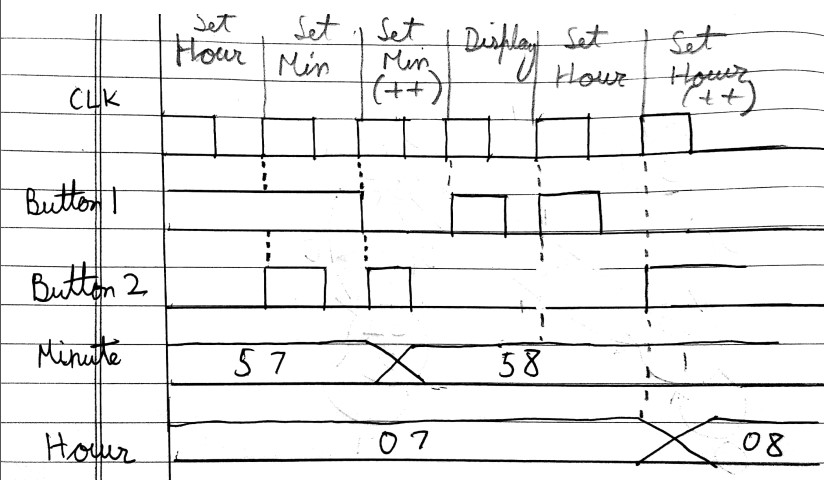 Set Hour
Set Min
Set Min (++)
Display
Set Hour
Set Hour (++)
CLK
Button 1
Button 2
Minute 57 58
Hour 07 08